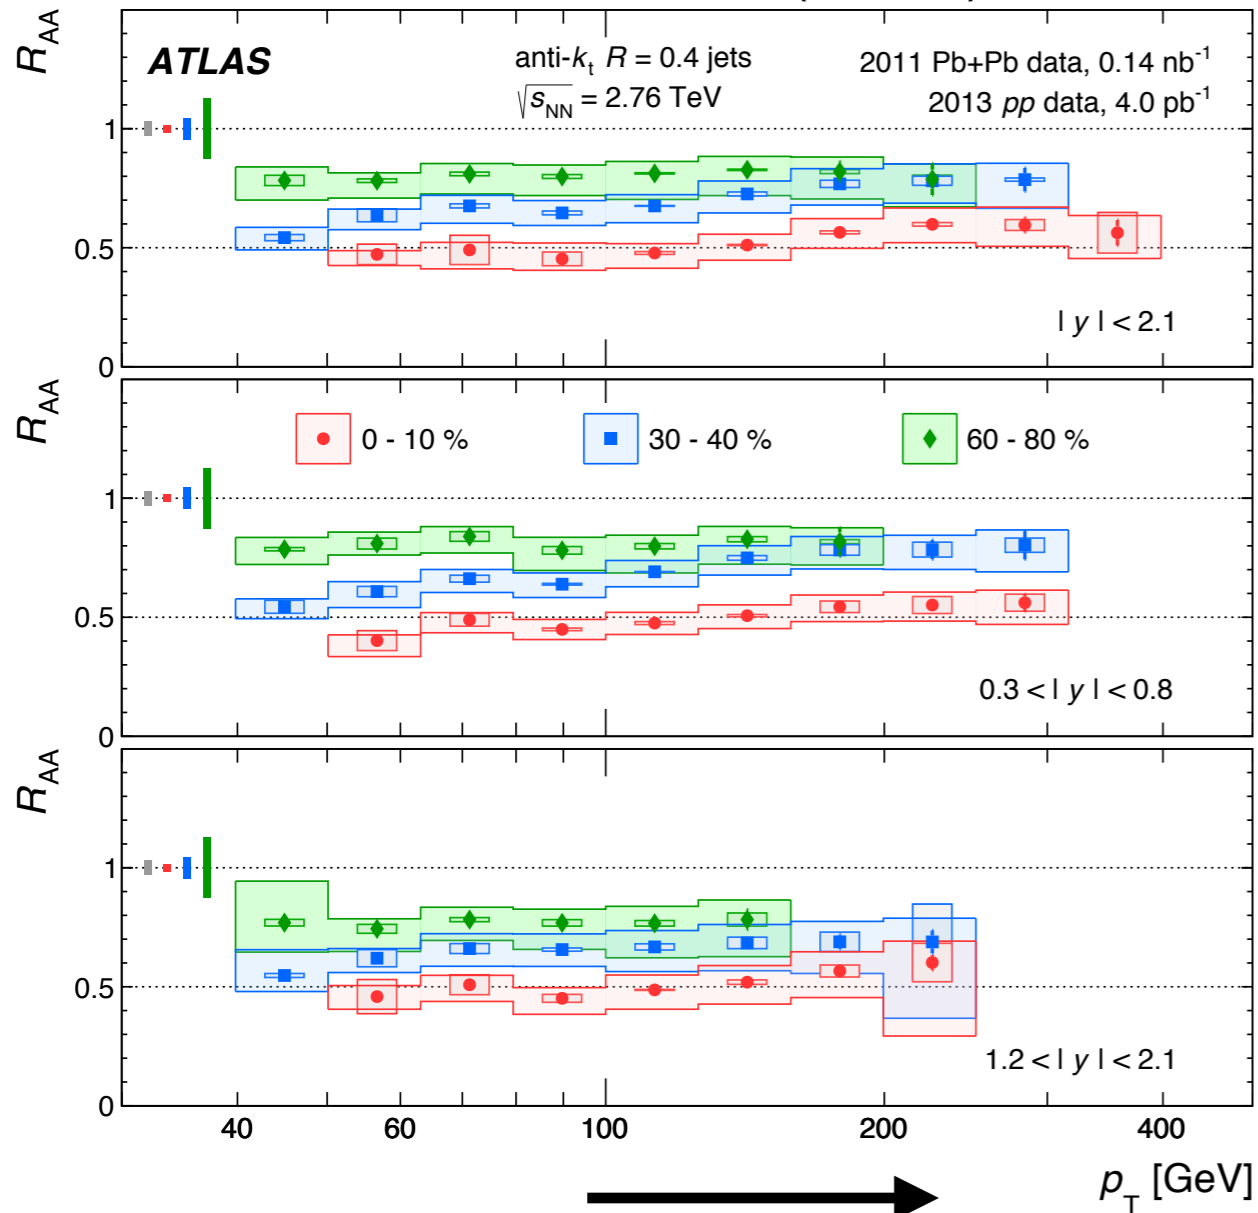 R_AA
ATLAS
anti-k_t R = 0.4 jets
√s_NN = 2.76 TeV
2011 Pb+Pb data, 0.14 nb⁻¹
2013 pp data, 4.0 pb⁻¹
1
0.5
0
| y | < 2.1
R_AA
0 - 10 %
30 - 40 %
60 - 80 %
1
0.5
0
0.3 < | y | < 0.8
R_AA
1
0.5
0
1.2 < | y | < 2.1
40 60 100 200 400
p_T [GeV]